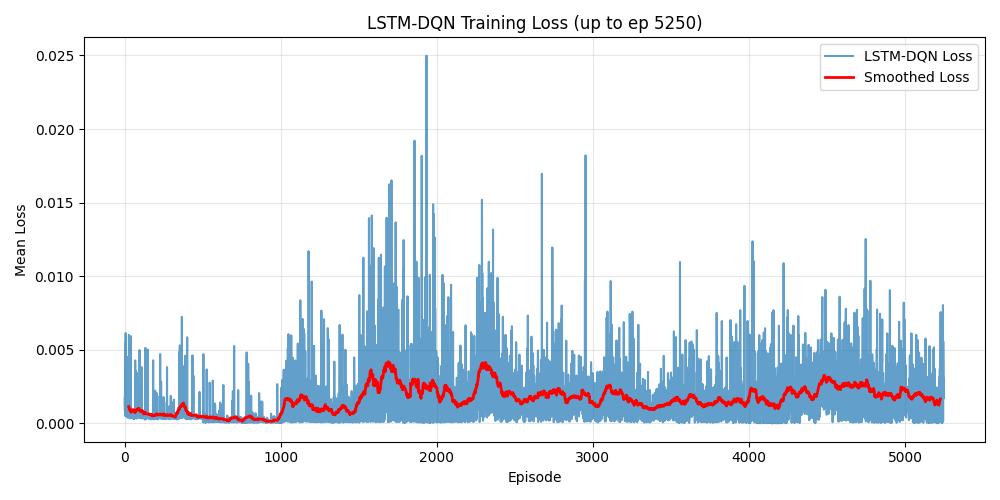 LSTM-DQN Training Loss (up to ep 5250)
LSTM-DQN Loss
Smoothed Loss
Mean Loss
0.025
0.020
0.015
0.010
0.005
0.000
0 1000 2000 3000 4000 5000
Episode